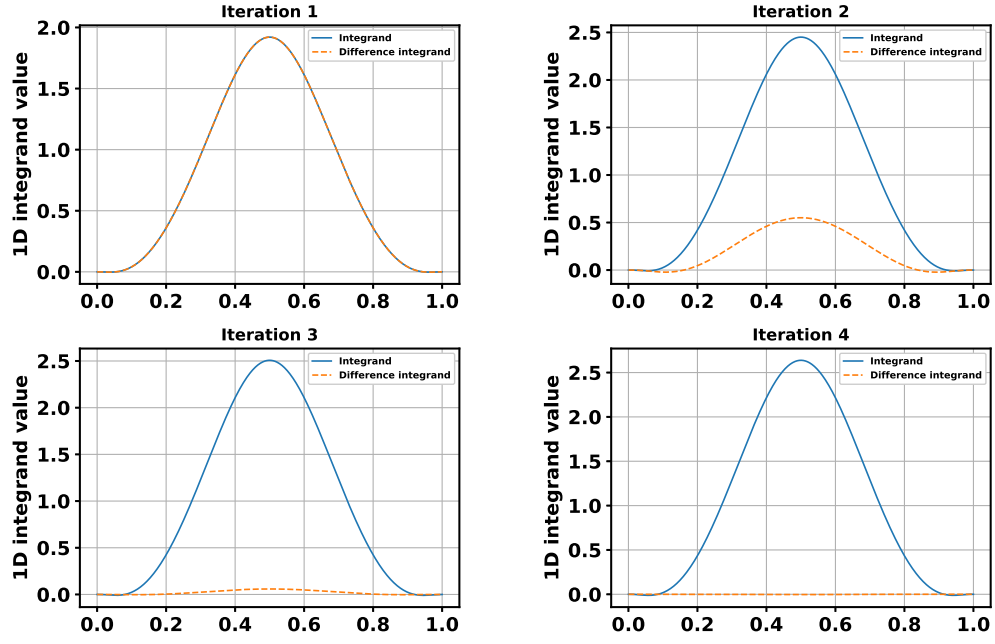 Iteration 1
1D integrand value
2.0
1.5
1.0
0.5
0.0
Integrand
Difference integrand
0.0 0.2 0.4 0.6 0.8 1.0
Iteration 2
1D integrand value
2.5
2.0
1.5
1.0
0.5
0.0
Integrand
Difference integrand
0.0 0.2 0.4 0.6 0.8 1.0
Iteration 3
1D integrand value
2.5
2.0
1.5
1.0
0.5
0.0
Integrand
Difference integrand
0.0 0.2 0.4 0.6 0.8 1.0
Iteration 4
1D integrand value
2.5
2.0
1.5
1.0
0.5
0.0
Integrand
Difference integrand
0.0 0.2 0.4 0.6 0.8 1.0